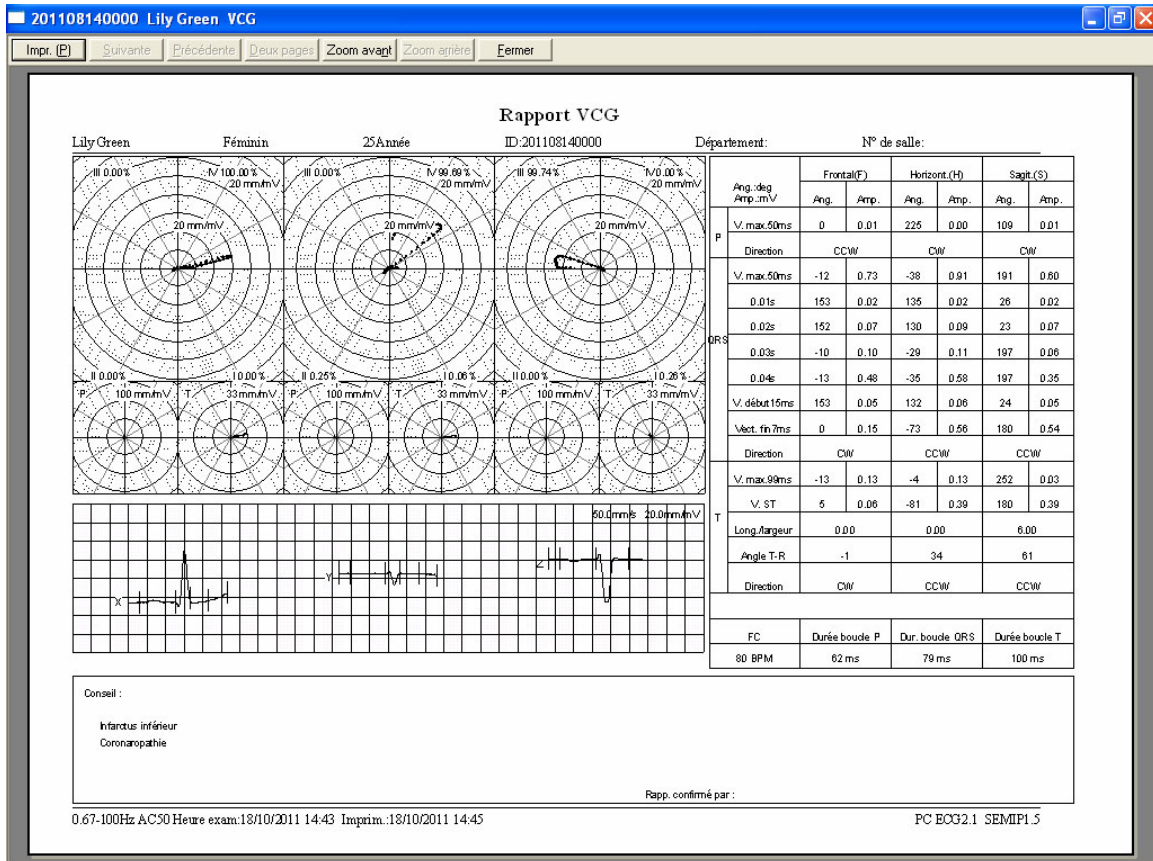 201108140000 Lily Green VCG
Impr. (P) Suivante Précédente Deux pages Zoom avant Zoom arrière Fermer
Rapport VCG
Lily Green Féminin 25Année ID:201108140000 Département: N° de salle:
III 0.00% IV 100.00% III 0.00% IV 99.69% III 99.74% IV 0.00%
20 mm/mV 20 mm/mV 20 mm/mV
20 mm/mV 20 mm/mV 20 mm/mV
II 0.00% I 0.00% II 0.25% I 0.06% II 0.00% I 0.26%
P: 100 mm/mV T: 33 mm/mV P: 100 mm/mV T: 33 mm/mV P: 100 mm/mV T: 33 mm/mV
50.0mm/s 20.0mm/mV
X Y Z
Ang.:deg Frontal(F) Horizont.(H) Sagit.(S)
Amp.:mV Ang. Amp. Ang. Amp. Ang. Amp.
P
V. max.50ms 0 0.01 225 0.00 109 0.01
Direction CCW CW CW
QRS
V. max.50ms -12 0.73 -38 0.91 191 0.60
0.01s 153 0.02 135 0.02 26 0.02
0.02s 152 0.07 130 0.09 23 0.07
0.03s -10 0.10 -29 0.11 197 0.06
0.04s -13 0.48 -35 0.58 197 0.35
V. début15ms 153 0.05 132 0.06 24 0.05
Vect. fin7ms 0 0.15 -73 0.56 180 0.54
Direction CW CCW CCW
T
V. max.99ms -13 0.13 -4 0.13 252 0.03
V. ST 5 0.06 -81 0.39 180 0.39
Long./largeur 0.00 0.00 6.00
Angle T-R -1 34 61
Direction CW CCW CCW
FC Durée boucle P Dur. boucle QRS Durée boucle T
80 BPM 62 ms 79 ms 100 ms
Conseil :
Infarctus inférieur
Coronaropathie
Rapp. confirmé par :
0.67-100Hz AC50 Heure exam:18/10/2011 14:43 Imprim.:18/10/2011 14:45 PC ECG2.1 SEMIP1.5